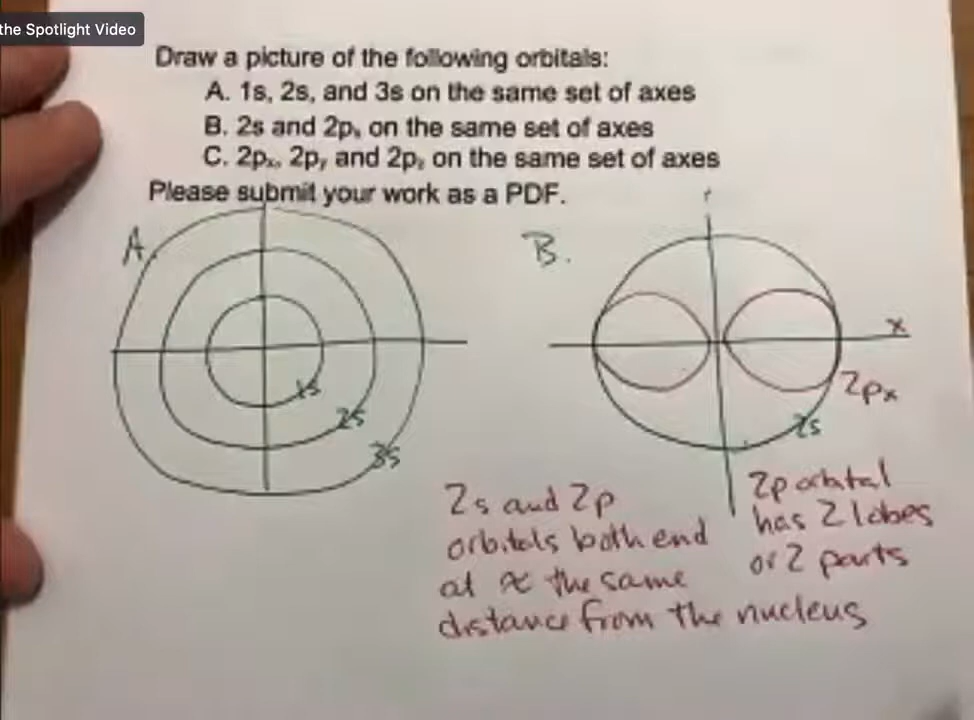 the Spotlight Video
Draw a picture of the following orbitals:
A. 1s, 2s, and 3s on the same set of axes
B. 2s and 2pₓ on the same set of axes
C. 2pₓ, 2pᵧ and 2p_z on the same set of axes
Please submit your work as a PDF.
A.
1s
2s
3s
B.
x
2pₓ
2s
2s and 2p
orbitals both end
at ≈ the same
distance from the nucleus
2p orbital
has 2 lobes
or 2 parts